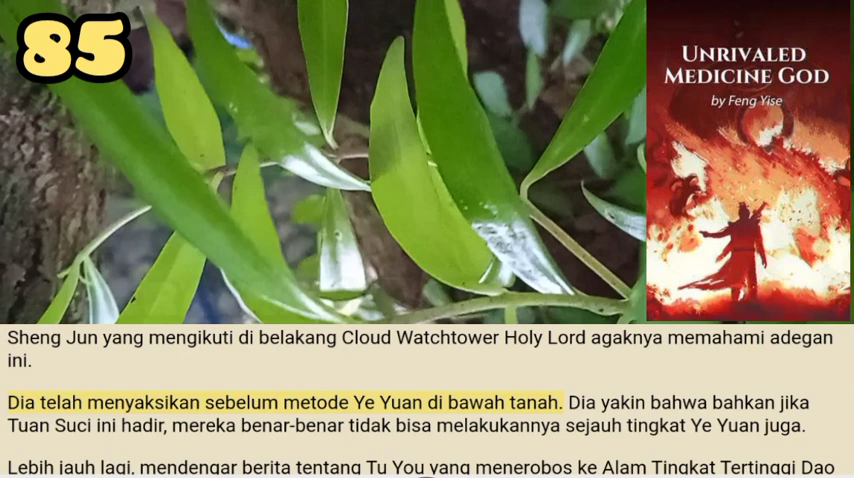 85
UNRIVALED
MEDICINE GOD
by Feng Yise
Sheng Jun yang mengikuti di belakang Cloud Watchtower Holy Lord agaknya memahami adegan
ini.
Dia telah menyaksikan sebelum metode Ye Yuan di bawah tanah. Dia yakin bahwa bahkan jika
Tuan Suci ini hadir, mereka benar-benar tidak bisa melakukannya sejauh tingkat Ye Yuan juga.
Lebih jauh lagi, mendengar berita tentang Tu You yang menerobos ke Alam Tingkat Tertinggi Dao